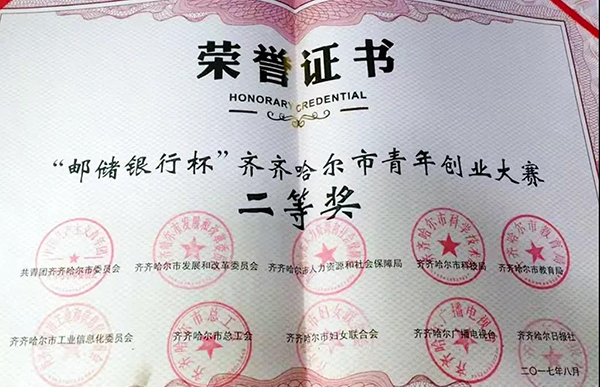 荣誉证书
HONORARY CREDENTIAL
“邮储银行杯”齐齐哈尔市青年创业大赛
二等奖
共青团齐齐哈尔市委员会 齐齐哈尔市发展和改革委员会 齐齐哈尔市人力资源和社会保障局 齐齐哈尔市科技局 齐齐哈尔市教育局
齐齐哈尔市工业信息化委员会 齐齐哈尔市总工会 齐齐哈尔市妇女联合会 齐齐哈尔广播电视台 齐齐哈尔日报社
二〇一七年八月